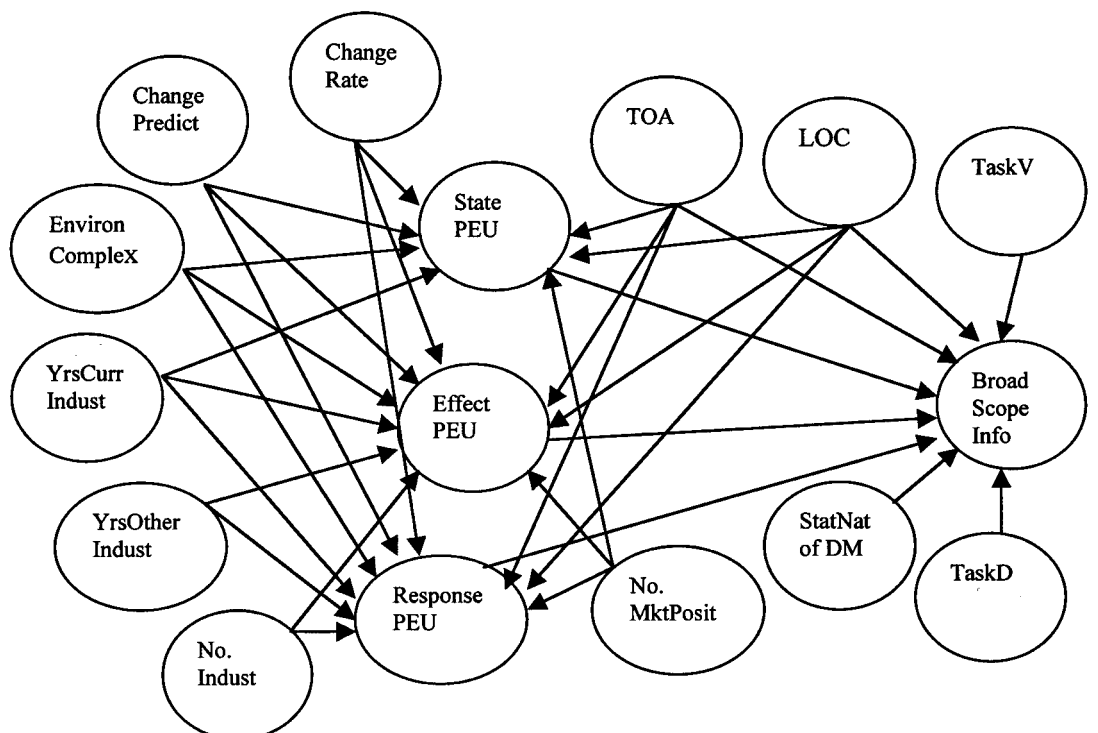 Change
Rate
Change
Predict
TOA
LOC
TaskV
State
PEU
Environ
CompleX
YrsCurr
Indust
Effect
PEU
Broad
Scope
Info
YrsOther
Indust
StatNat
of DM
TaskD
Response
PEU
No.
MktPosit
No.
Indust